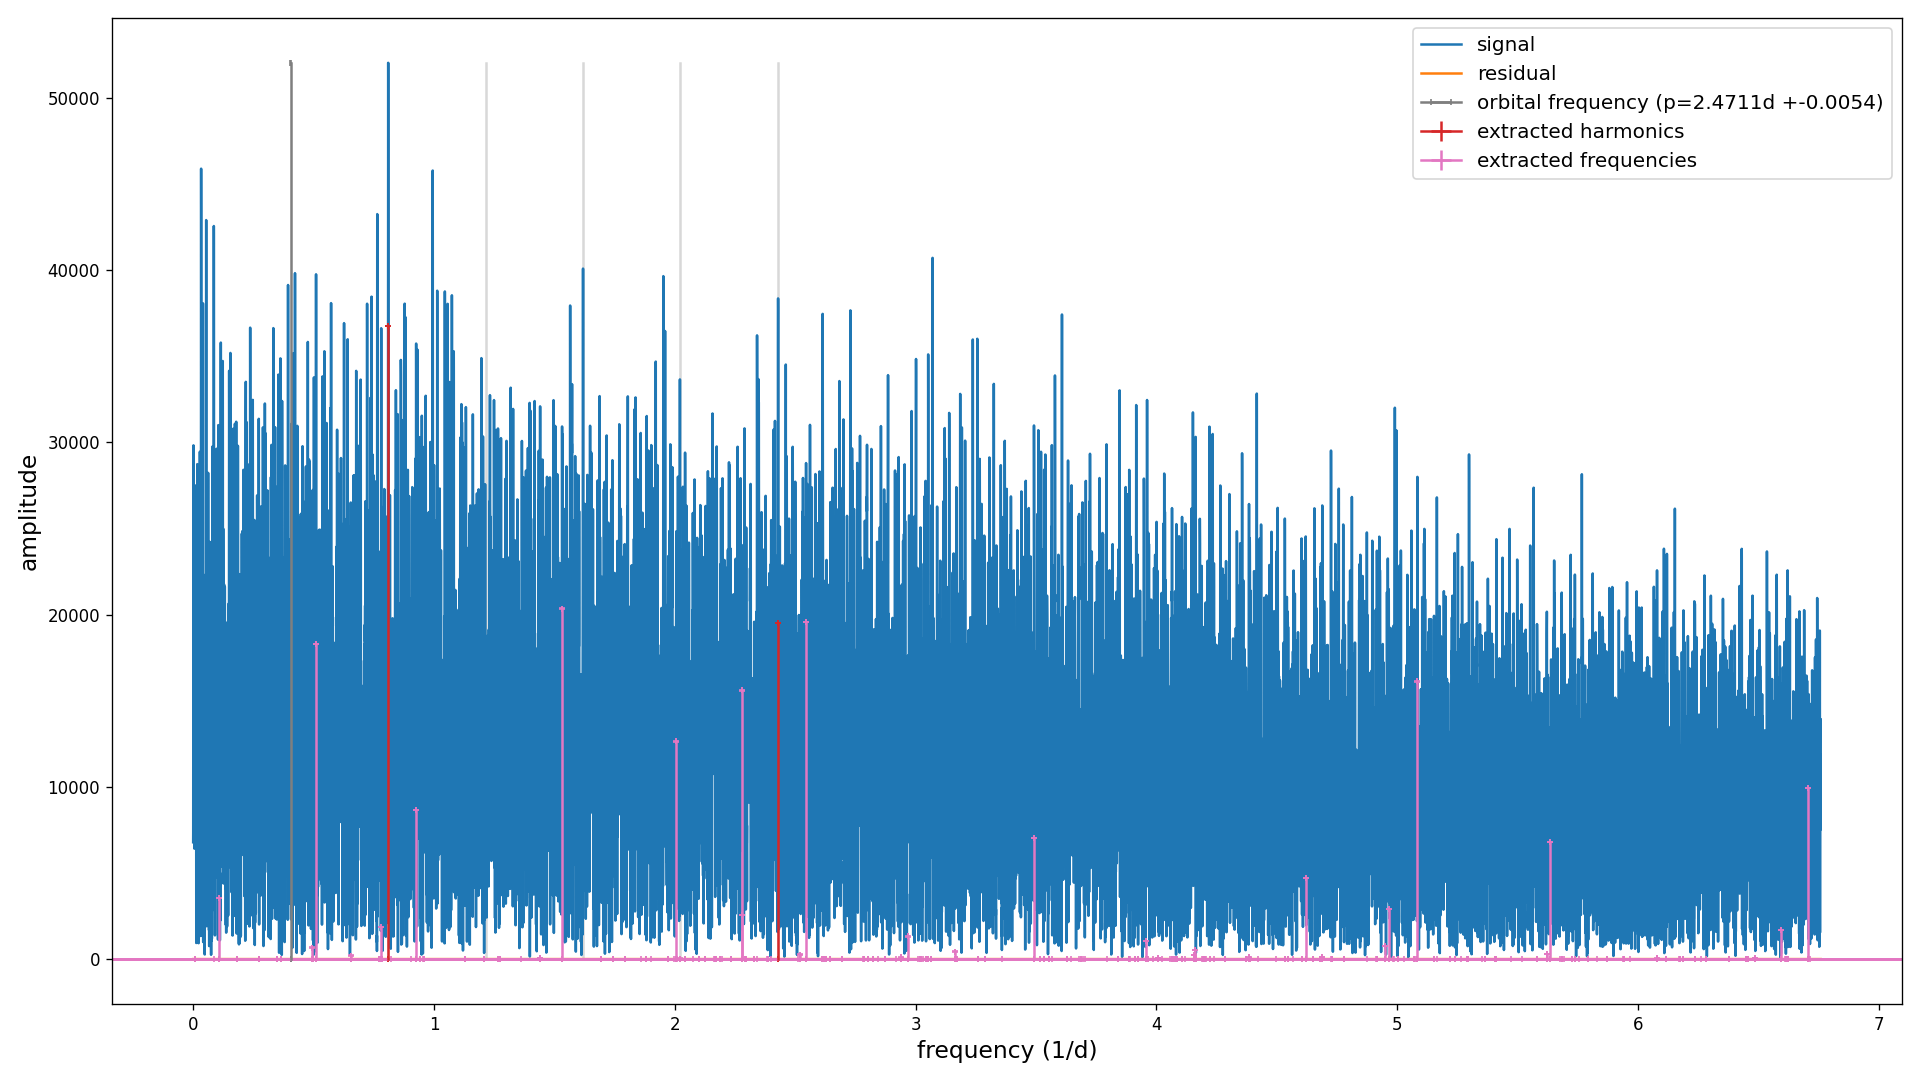 signal
residual
orbital frequency (p=2.4711d +-0.0054)
extracted harmonics
extracted frequencies
50000
40000
30000
20000
10000
0
amplitude
0 1 2 3 4 5 6 7
frequency (1/d)